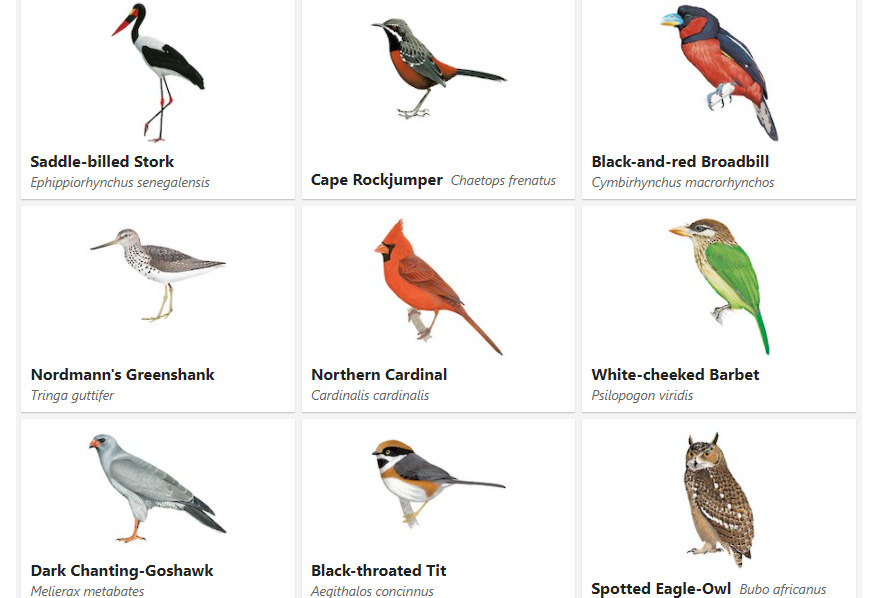 Saddle-billed Stork
Ephippiorhynchus senegalensis
Cape Rockjumper Chaetops frenatus
Black-and-red Broadbill
Cymbirhynchus macrorhynchos
Nordmann's Greenshank
Tringa guttifer
Northern Cardinal
Cardinalis cardinalis
White-cheeked Barbet
Psilopogon viridis
Dark Chanting-Goshawk
Melierax metabates
Black-throated Tit
Aegithalos concinnus
Spotted Eagle-Owl Bubo africanus